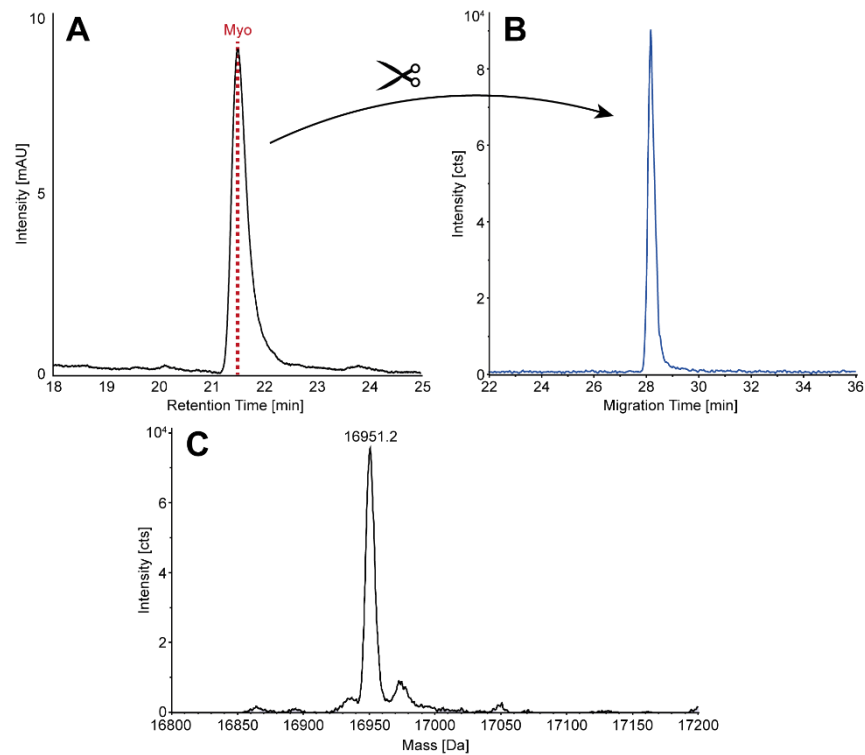 A
Myo
10
5
0
Intensity [mAU]
18 19 20 21 22 23 24 25
Retention Time [min]
B
10⁴
8
6
4
2
0
Intensity [cts]
22 24 26 28 30 32 34 36
Migration Time [min]
C
16951.2
10⁴
6
4
2
0
Intensity [cts]
16800 16850 16900 16950 17000 17050 17100 17150 17200
Mass [Da]